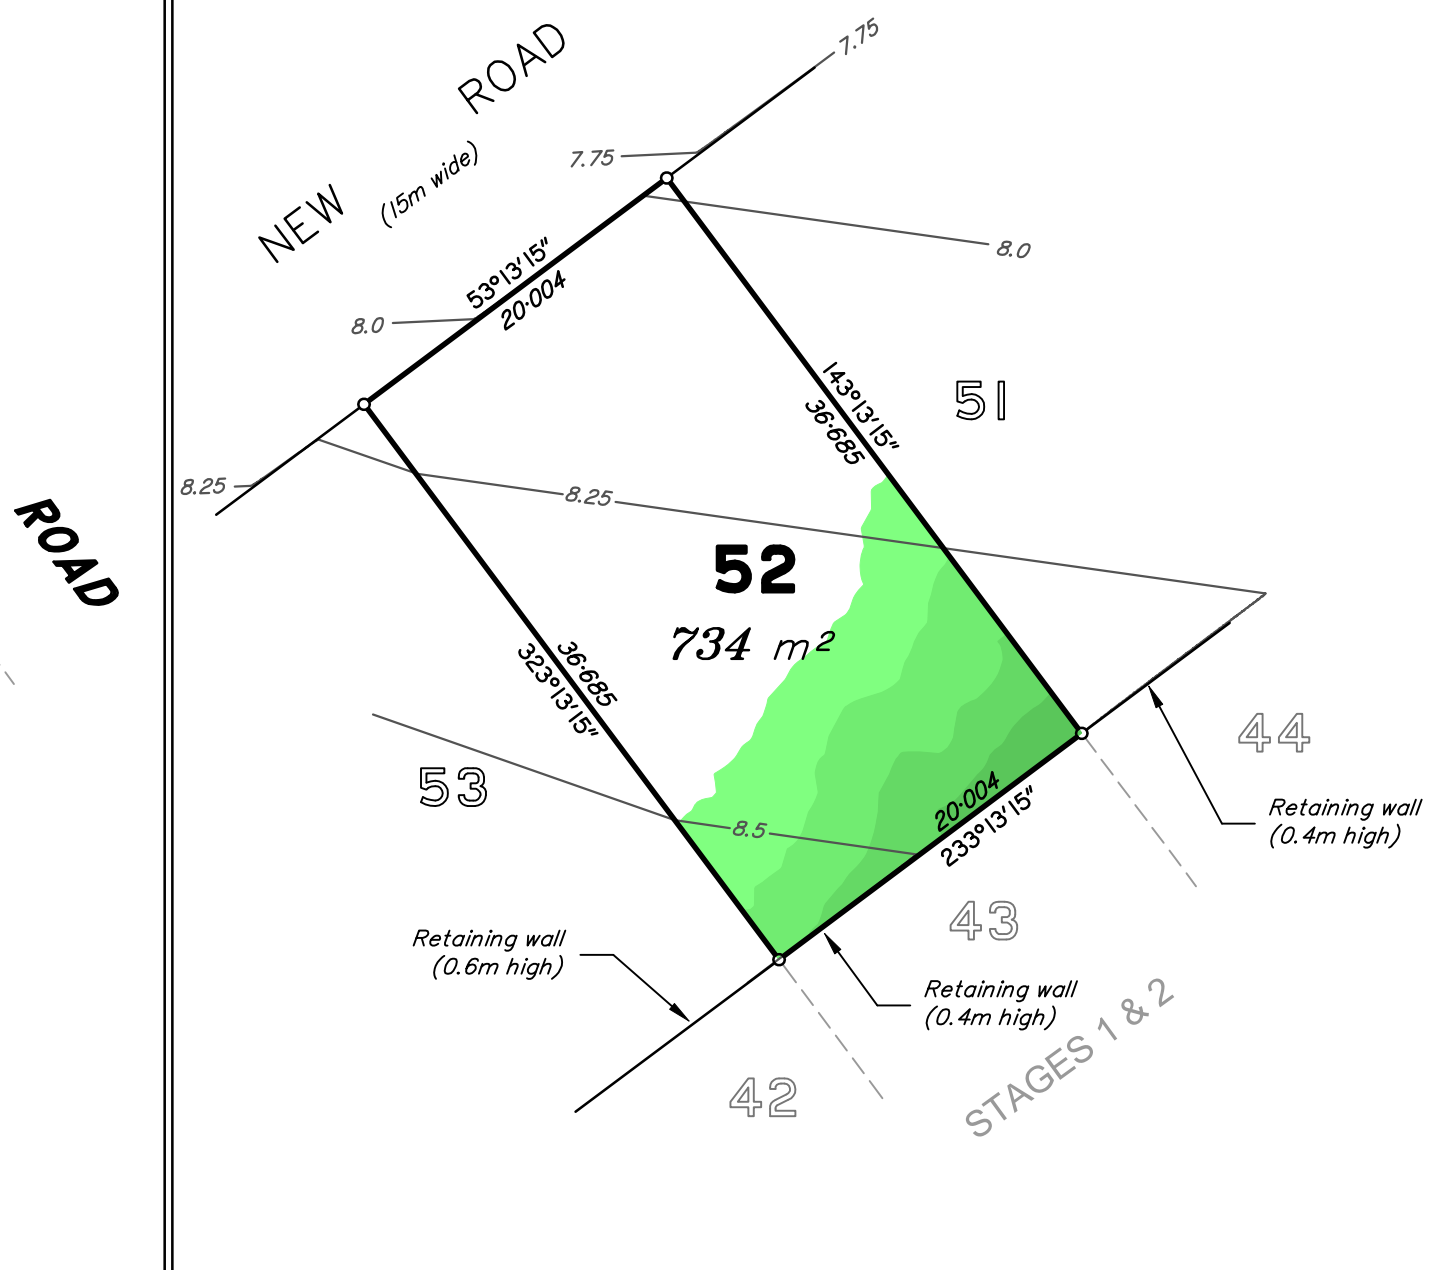 NEW ROAD
(15m wide)
7.75
7.75
8.0
8.0
53°13'15"
20·004
8.25
ROAD
143°13'15"
36·685
51
8.25
52
734 m²
36·685
323°13'15"
53
8.5
20·004
233°13'15"
44
Retaining wall
(0.4m high)
43
Retaining wall
(0.6m high)
Retaining wall
(0.4m high)
42
STAGES 1 & 2